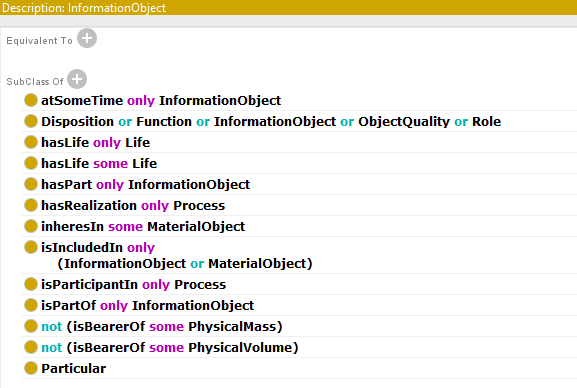 Description: InformationObject
Equivalent To
SubClass Of
atSomeTime only InformationObject
Disposition or Function or InformationObject or ObjectQuality or Role
hasLife only Life
hasLife some Life
hasPart only InformationObject
hasRealization only Process
inheresIn some MaterialObject
isIncludedIn only
(InformationObject or MaterialObject)
isParticipantIn only Process
isPartOf only InformationObject
not (isBearerOf some PhysicalMass)
not (isBearerOf some PhysicalVolume)
Particular